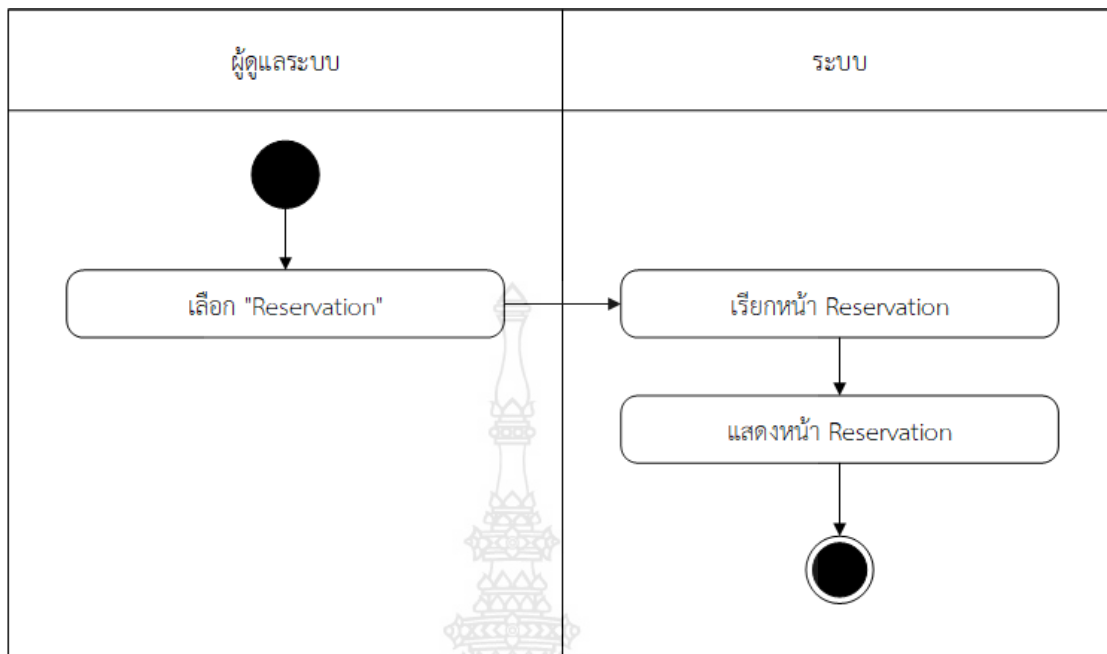 ผู้ดูแลระบบ
ระบบ
เลือก "Reservation"
เรียกหน้า Reservation
แสดงหน้า Reservation